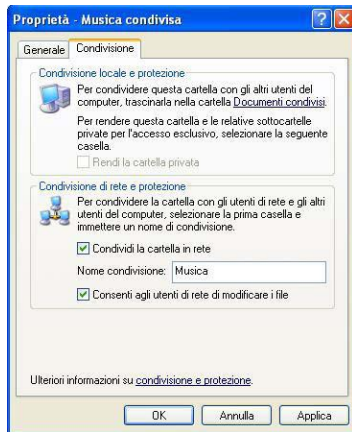 Proprietà - Musica condivisa
Generale Condivisione
Condivisione locale e protezione
Per condividere questa cartella con gli altri utenti del
computer, trascinarla nella cartella Documenti condivisi.
Per rendere questa cartella e le relative sottocartelle
private per l'accesso esclusivo, selezionare la seguente
casella.
Rendi la cartella privata
Condivisione di rete e protezione
Per condividere la cartella con gli utenti di rete e gli altri
utenti del computer, selezionare la prima casella e
immettere un nome di condivisione.
Condividi la cartella in rete
Nome condivisione: Musica
Consenti agli utenti di rete di modificare i file
Ulteriori informazioni su condivisione e protezione.
OK Annulla Applica